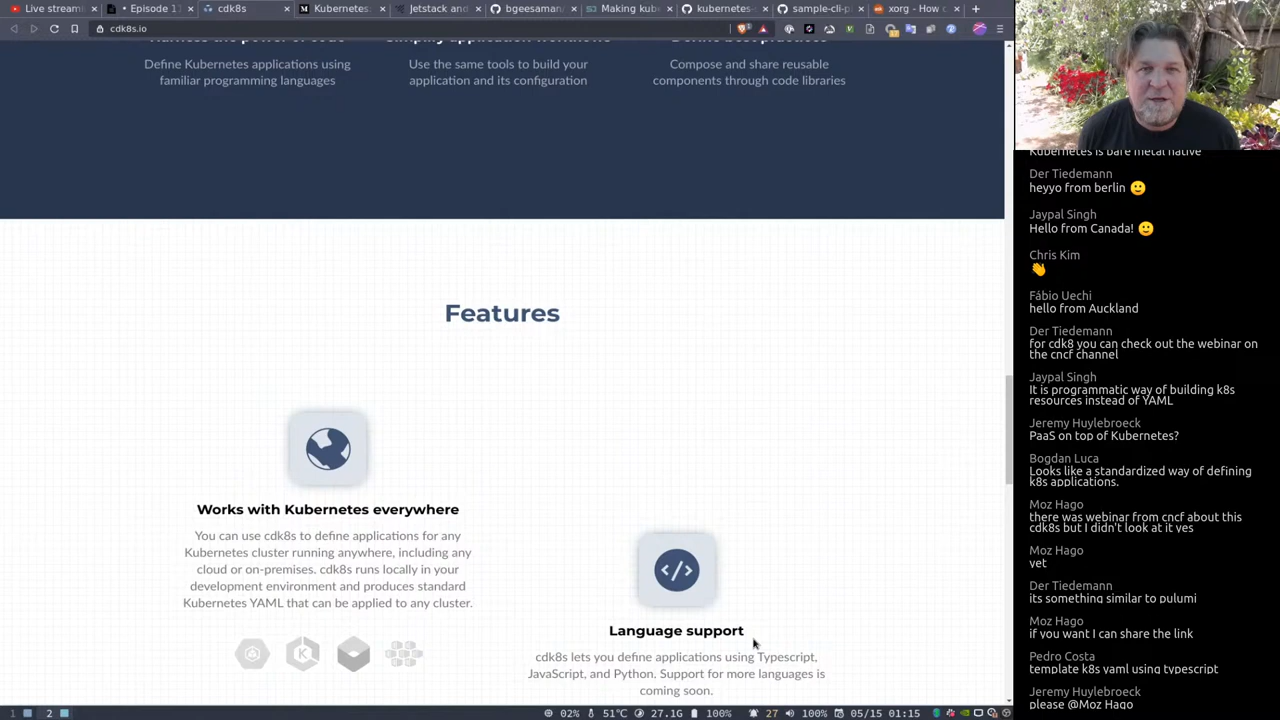 Live stream
• Episode 11
cdk8s
Kubernetes
Jetstack and
bgeesaman
Making kube
kubernetes-
sample-cli-pl
xorg - How c
cdk8s.io
Define Kubernetes applications using
familiar programming languages
Simplify application workflows
Use the same tools to build your
application and its configuration
Compose and share reusable
components through code libraries
Features
Works with Kubernetes everywhere
You can use cdk8s to define applications for any
Kubernetes cluster running anywhere, including any
cloud or on-premises. cdk8s runs locally in your
development environment and produces standard
Kubernetes YAML that can be applied to any cluster.
Language support
cdk8s lets you define applications using Typescript,
JavaScript, and Python. Support for more languages is
coming soon.
Kubernetes is bare metal native
Der Tiedemann
heyyo from berlin 🙂
Jaypal Singh
Hello from Canada! 🙂
Chris Kim
👋
Fábio Uechi
hello from Auckland
Der Tiedemann
for cdk8 you can check out the webinar on
the cncf channel
Jaypal Singh
It is programmatic way of building k8s
resources instead of YAML
Jeremy Huylebroeck
PaaS on top of Kubernetes?
Bogdan Luca
Looks like a standardized way of defining
k8s applications.
Moz Hago
there was webinar from cncf about this
cdk8s but I didn't look at it yes
Moz Hago
yet
Der Tiedemann
its something similar to pulumi
Moz Hago
if you want I can share the link
Pedro Costa
template k8s yaml using typescript
Jeremy Huylebroeck
please @Moz Hago
1 2 02% 51°C 27.1G 100% 27 100% 05/15 01:15